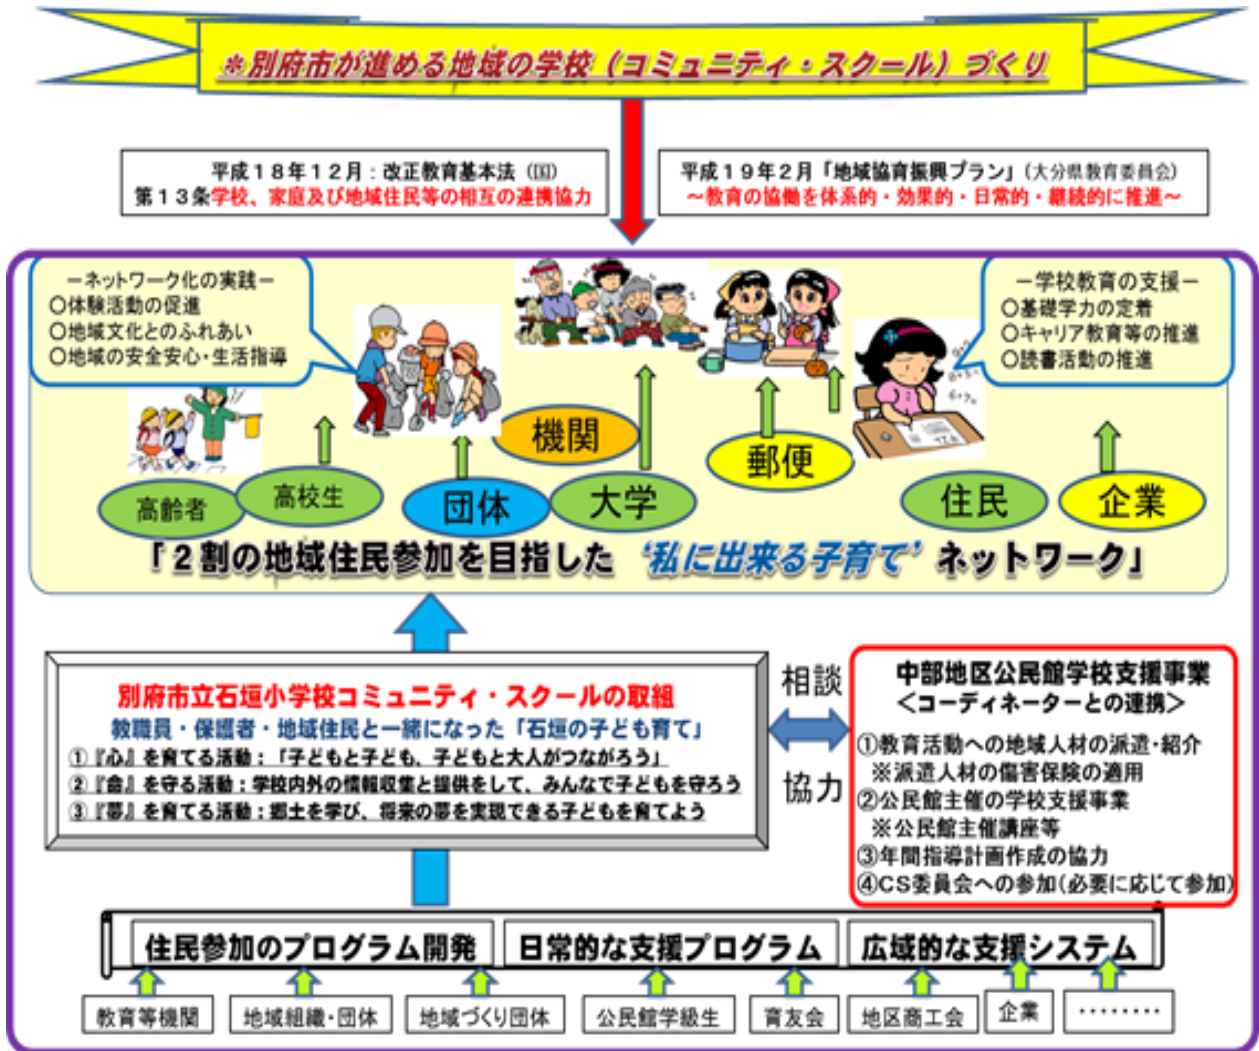 ＊別府市が進める地域の学校（コミュニティ・スクール）づくり
平成１８年１２月：改正教育基本法（国）
第１３条学校、家庭及び地域住民等の相互の連携協力
平成１９年２月「地域協育振興プラン」（大分県教育委員会）
～教育の協働を体系的・効果的・日常的・継続的に推進～
－ネットワーク化の実践－
○体験活動の促進
○地域文化とのふれあい
○地域の安全安心・生活指導
－学校教育の支援－
○基礎学力の定着
○キャリア教育等の推進
○読書活動の推進
高齢者
高校生
団体
機関
大学
郵便
住民
企業
「２割の地域住民参加を目指した ‘私に出来る子育て’ ネットワーク」
別府市立石垣小学校コミュニティ・スクールの取組
教職員・保護者・地域住民と一緒になった「石垣の子ども育て」
①『心』を育てる活動：「子どもと子ども、子どもと大人がつながろう」
②『命』を守る活動：学校内外の情報収集と提供をして、みんなで子どもを守ろう
③『夢』を育てる活動：郷土を学び、将来の夢を実現できる子どもを育てよう
相談
協力
中部地区公民館学校支援事業
＜コーディネーターとの連携＞
①教育活動への地域人材の派遣・紹介
※派遣人材の傷害保険の適用
②公民館主催の学校支援事業
※公民館主催講座等
③年間指導計画作成の協力
④CS委員会への参加（必要に応じて参加）
住民参加のプログラム開発
日常的な支援プログラム
広域的な支援システム
教育等機関
地域組織・団体
地域づくり団体
公民館学級生
育友会
地区商工会
企業
・・・・・・・・